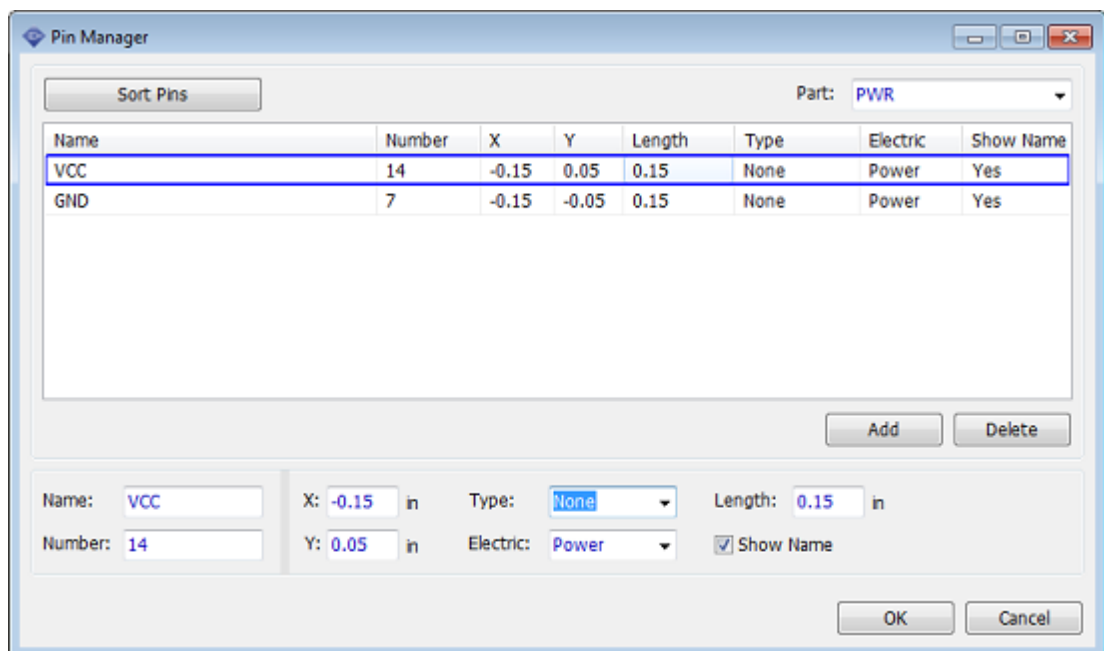 Pin Manager
Sort Pins Part: PWR
Name Number X Y Length Type Electric Show Name
VCC 14 -0.15 0.05 0.15 None Power Yes
GND 7 -0.15 -0.05 0.15 None Power Yes
Add Delete
Name: VCC X: -0.15 in Type: None Length: 0.15 in
Number: 14 Y: 0.05 in Electric: Power Show Name
OK Cancel